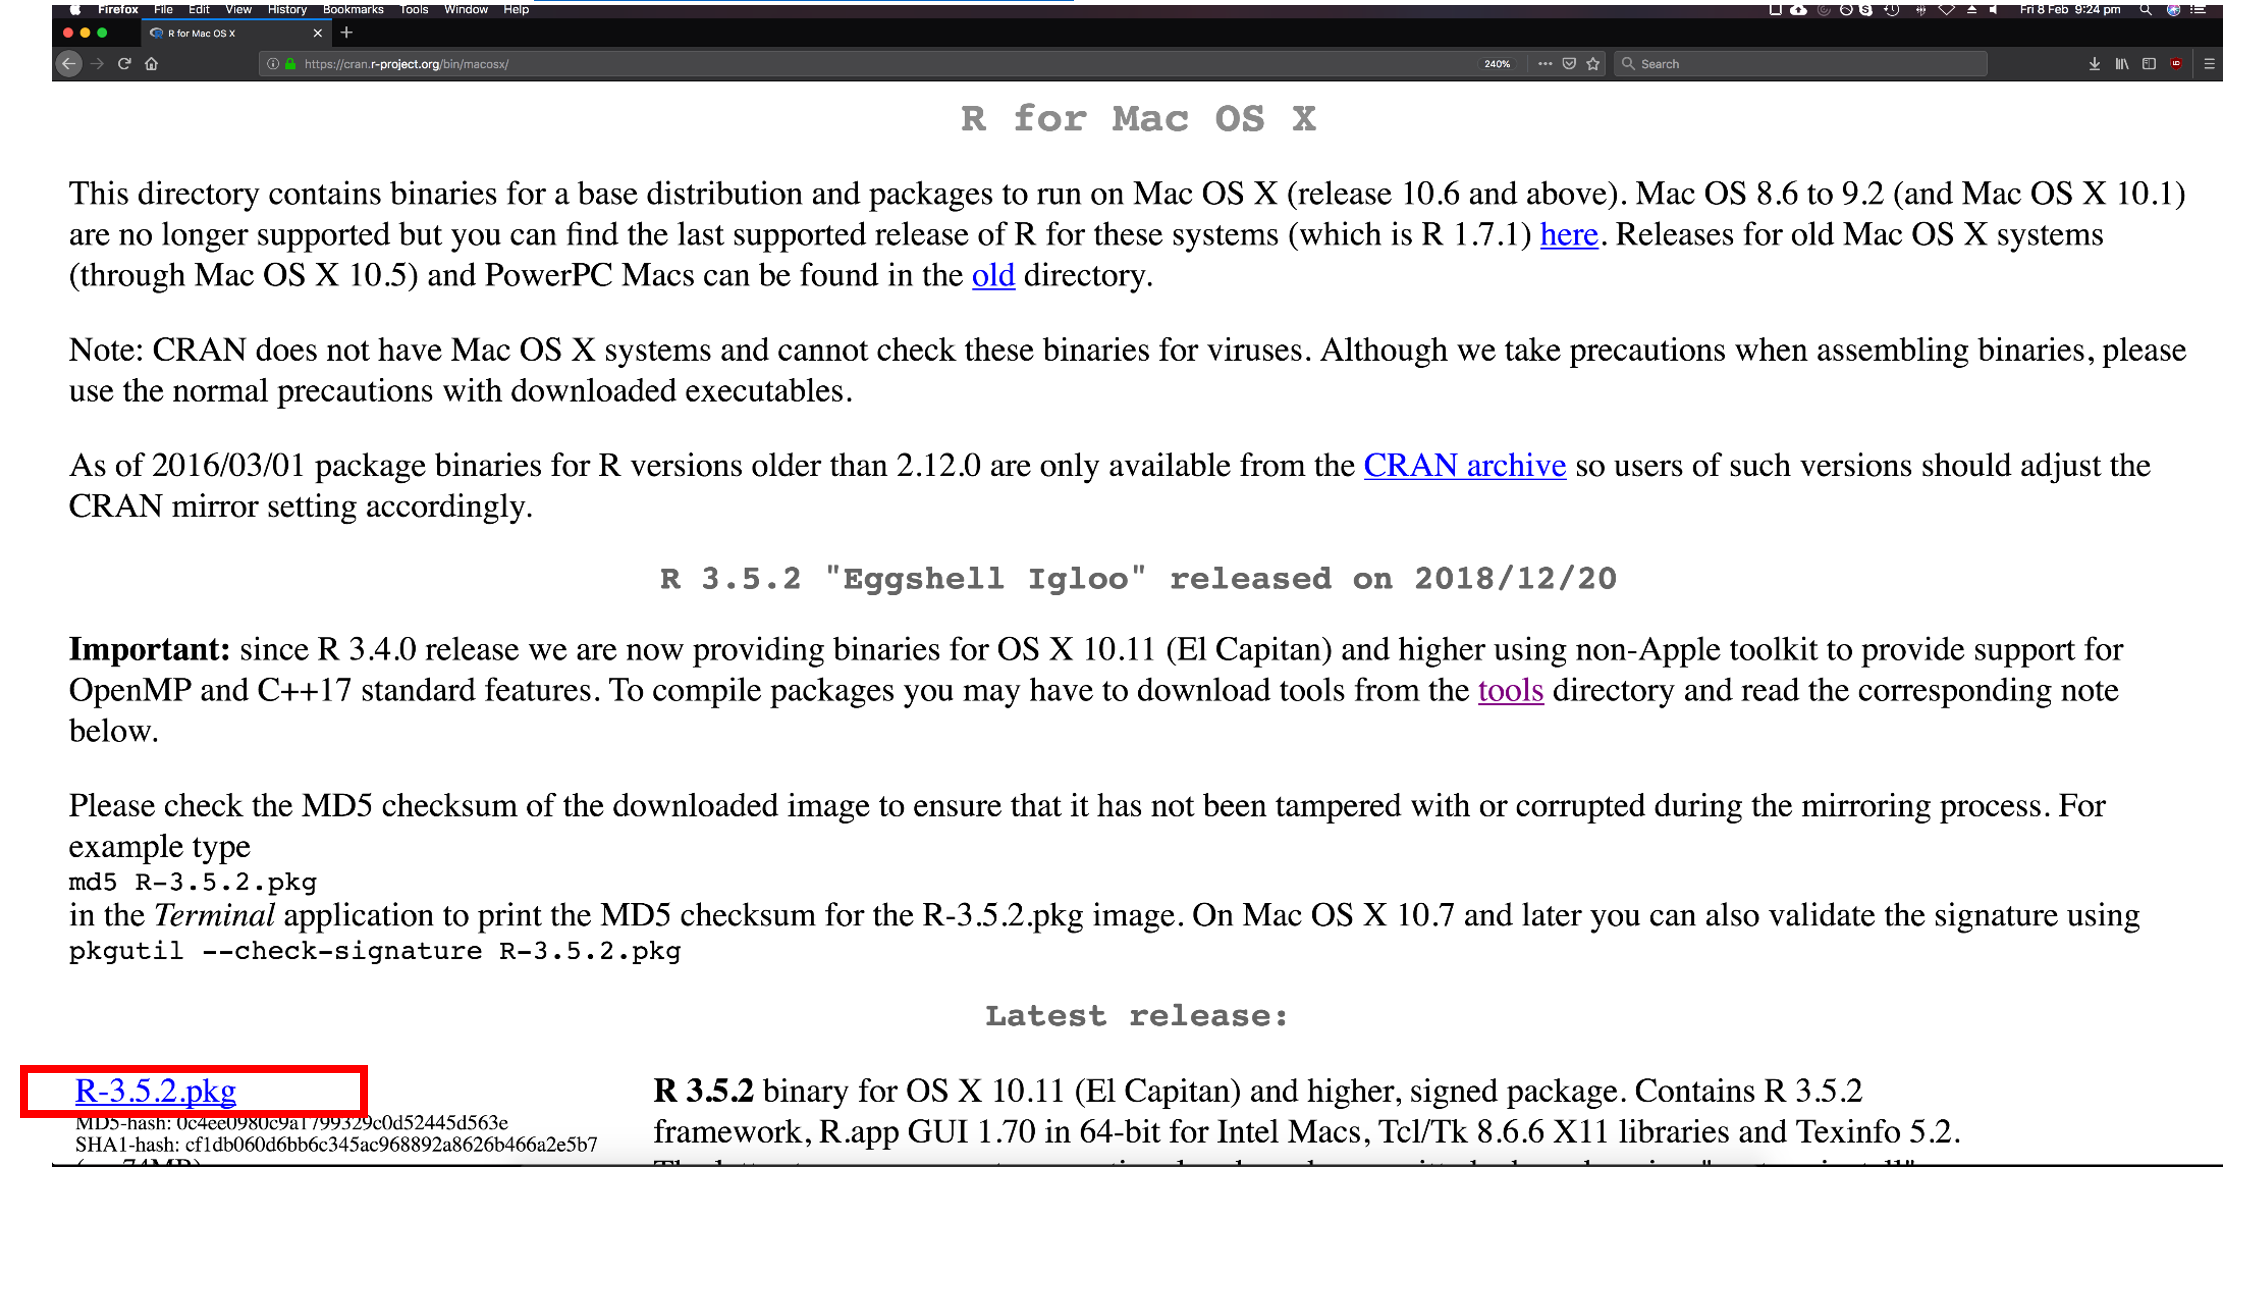 Firefox File Edit View History Bookmarks Tools Window Help Fri 8 Feb 9:24 pm
R for Mac OS X
https://cran.r-project.org/bin/macosx/ 240% Search
R for Mac OS X
This directory contains binaries for a base distribution and packages to run on Mac OS X (release 10.6 and above). Mac OS 8.6 to 9.2 (and Mac OS X 10.1)
are no longer supported but you can find the last supported release of R for these systems (which is R 1.7.1) here. Releases for old Mac OS X systems
(through Mac OS X 10.5) and PowerPC Macs can be found in the old directory.
Note: CRAN does not have Mac OS X systems and cannot check these binaries for viruses. Although we take precautions when assembling binaries, please
use the normal precautions with downloaded executables.
As of 2016/03/01 package binaries for R versions older than 2.12.0 are only available from the CRAN archive so users of such versions should adjust the
CRAN mirror setting accordingly.
R 3.5.2 "Eggshell Igloo" released on 2018/12/20
Important: since R 3.4.0 release we are now providing binaries for OS X 10.11 (El Capitan) and higher using non-Apple toolkit to provide support for
OpenMP and C++17 standard features. To compile packages you may have to download tools from the tools directory and read the corresponding note
below.
Please check the MD5 checksum of the downloaded image to ensure that it has not been tampered with or corrupted during the mirroring process. For
example type
md5 R-3.5.2.pkg
in the Terminal application to print the MD5 checksum for the R-3.5.2.pkg image. On Mac OS X 10.7 and later you can also validate the signature using
pkgutil --check-signature R-3.5.2.pkg
Latest release:
R-3.5.2.pkg
MD5-hash: 0c4ee0980c9a1799329c0d52445d563e
SHA1-hash: cf1db060d6bb6c345ac968892a8626b466a2e5b7
R 3.5.2 binary for OS X 10.11 (El Capitan) and higher, signed package. Contains R 3.5.2
framework, R.app GUI 1.70 in 64-bit for Intel Macs, Tcl/Tk 8.6.6 X11 libraries and Texinfo 5.2.